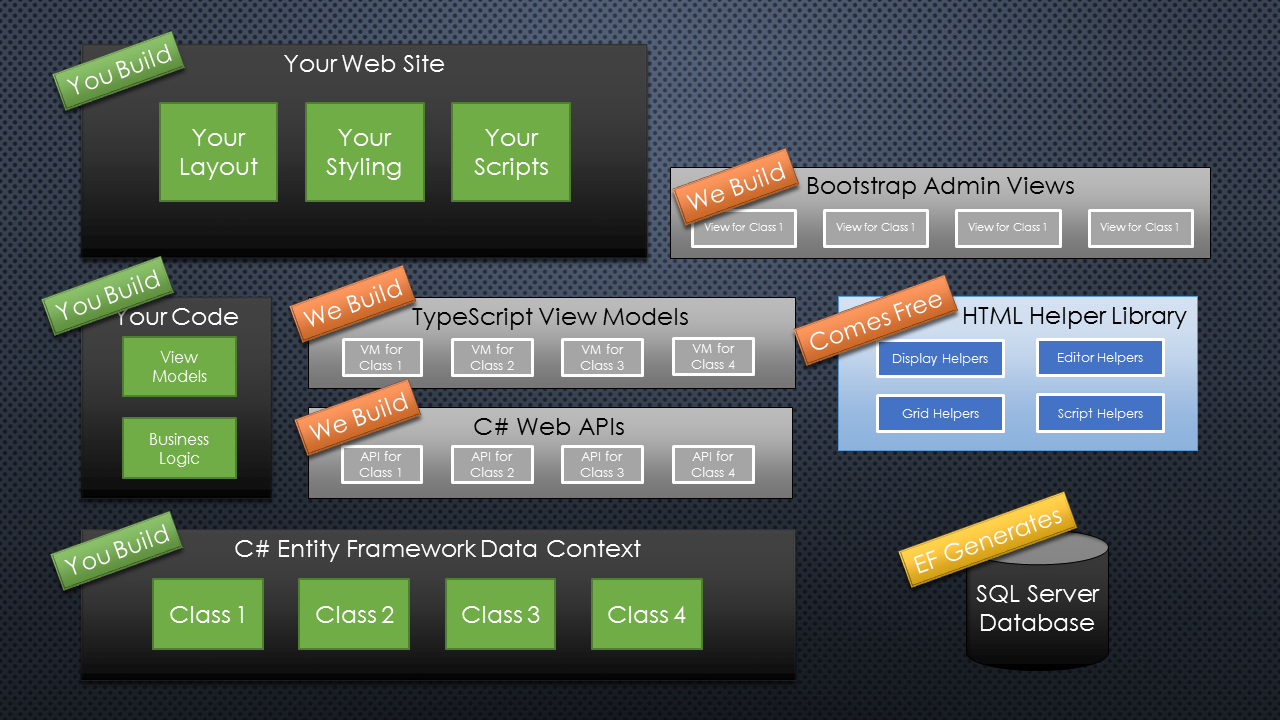 You Build
Your Web Site
Your
Layout
Your
Styling
Your
Scripts
We Build
Bootstrap Admin Views
View for Class 1
View for Class 1
View for Class 1
View for Class 1
You Build
Your Code
View
Models
Business
Logic
We Build
TypeScript View Models
VM for
Class 1
VM for
Class 2
VM for
Class 3
VM for
Class 4
We Build
C# Web APIs
API for
Class 1
API for
Class 2
API for
Class 3
API for
Class 4
Comes Free
HTML Helper Library
Display Helpers
Editor Helpers
Grid Helpers
Script Helpers
You Build
C# Entity Framework Data Context
Class 1
Class 2
Class 3
Class 4
EF Generates
SQL Server
Database